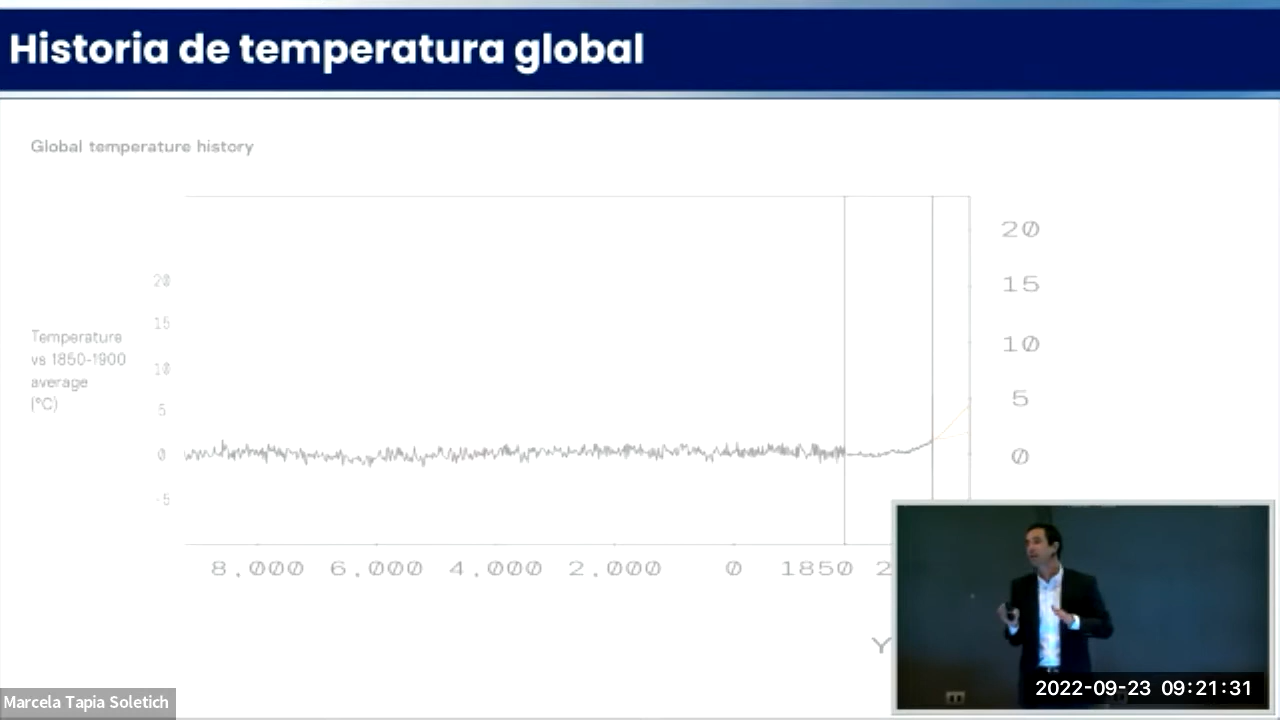 Historia de temperatura global
Global temperature history
20
15
10
5
0
-5
Temperature
vs 1850-1900
average
(°C)
20
15
10
5
0
8.000 6.000 4.000 2.000 0 1850 2
Y
Marcela Tapia Soletich
2022-09-23 09:21:31